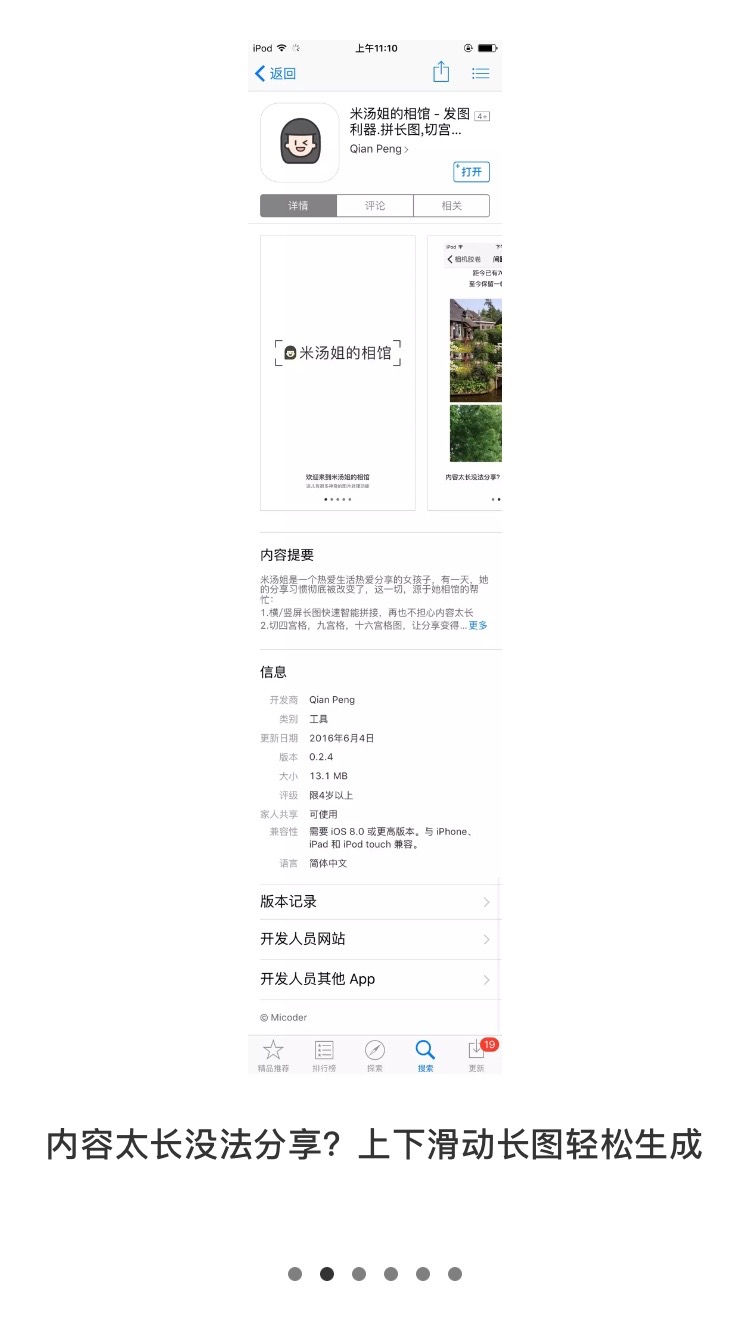 iPod 上午11:10
返回
米汤姐的相馆 - 发图
利器.拼长图,切宫...
4+
Qian Peng >
+打开
详情 评论 相关
米汤姐的相馆
欢迎来到米汤姐的相馆
iPod
相机胶卷
至今保留一
内容太长没法分享?
内容提要
米汤姐是一个热爱生活热爱分享的女孩子，有一天，她
的分享习惯彻底被改变了，这一切，源于她相馆的帮
忙：
1.横/竖屏长图快速智能拼接，再也不担心内容太长
2.切四宫格，九宫格，十六宫格图，让分享变得...更多
信息
开发商 Qian Peng
类别 工具
更新日期 2016年6月4日
版本 0.2.4
大小 13.1 MB
评级 限4岁以上
家人共享 可使用
兼容性 需要 iOS 8.0 或更高版本。与 iPhone、
iPad 和 iPod touch 兼容。
语言 简体中文
版本记录
开发人员网站
开发人员其他 App
© Micoder
19
精品推荐 排行榜 探索 搜索 更新
内容太长没法分享？上下滑动长图轻松生成